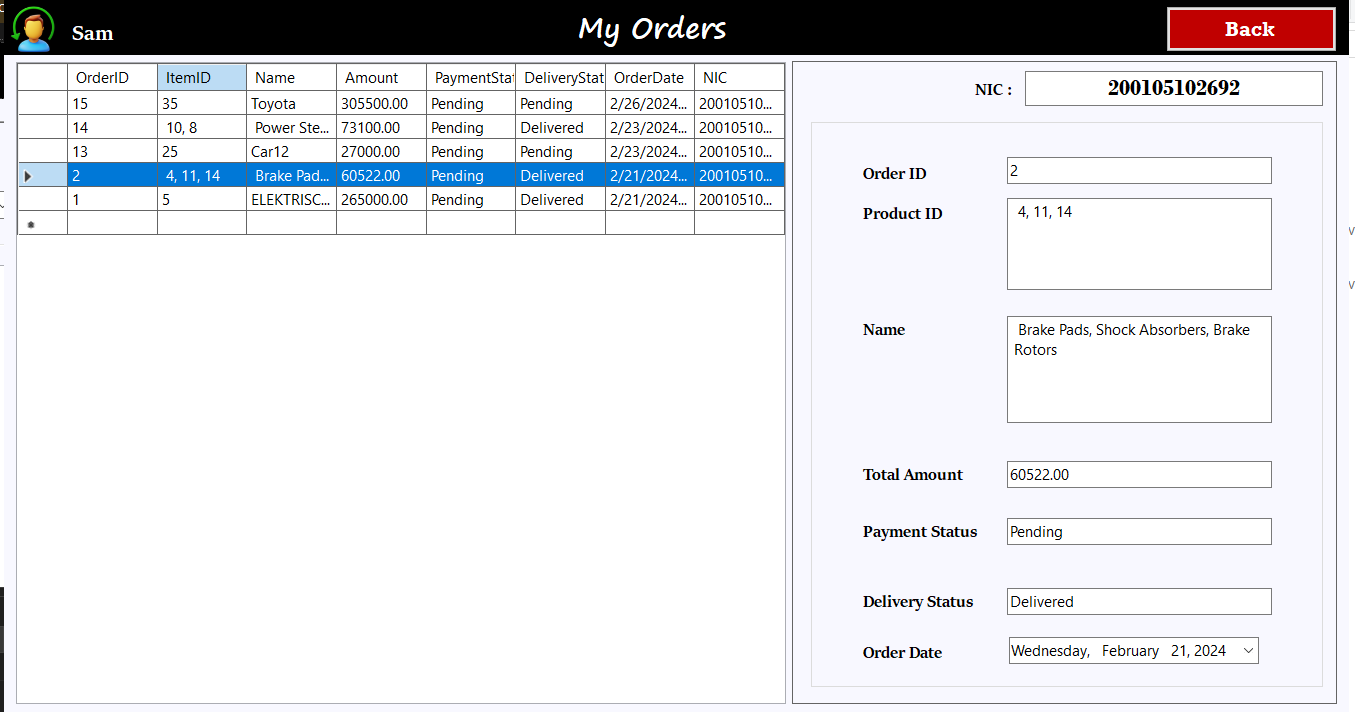 Sam
My Orders
Back
OrderID ItemID Name Amount PaymentStat DeliveryStat OrderDate NIC
15 35 Toyota 305500.00 Pending Pending 2/26/2024... 20010510...
14 10, 8 Power Ste... 73100.00 Pending Delivered 2/23/2024... 20010510...
13 25 Car12 27000.00 Pending Pending 2/23/2024... 20010510...
2 4, 11, 14 Brake Pad... 60522.00 Pending Delivered 2/21/2024... 20010510...
1 5 ELEKTRISC... 265000.00 Pending Delivered 2/21/2024... 20010510...
NIC : 200105102692
Order ID 2
Product ID 4, 11, 14
Name Brake Pads, Shock Absorbers, Brake
Rotors
Total Amount 60522.00
Payment Status Pending
Delivery Status Delivered
Order Date Wednesday, February 21, 2024